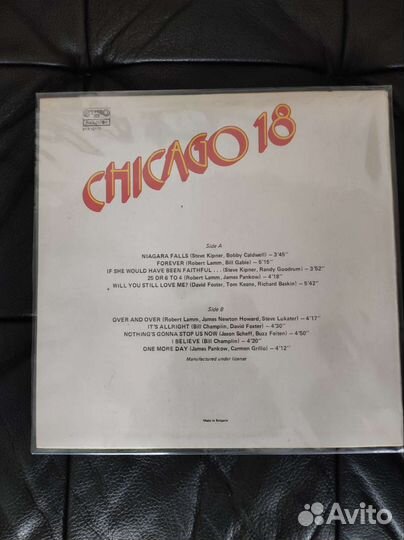 STEREO
CHICAGO 18
Side A
NIAGARA FALLS (Steve Kipner, Bobby Caldwell) — 3'45"
FOREVER (Robert Lamm, Bill Gable) — 5'15"
IF SHE WOULD HAVE BEEN FAITHFUL . . . (Steve Kipner, Randy Goodrum) — 3'52"
25 OR 6 TO 4 (Robert Lamm, James Pankow) — 4'18"
WILL YOU STILL LOVE ME? (David Foster, Tom Keane, Richard Baskin) — 5'42"
Side B
OVER AND OVER (Robert Lamm, James Newton Howard, Steve Lukater) — 4'17"
IT'S ALLRIGHT (Bill Champlin, David Foster) — 4'30"
NOTHING'S GONNA STOP US NOW (Jason Scheff, Buzz Feiten) — 4'50"
I BELIEVE (Bill Champlin) — 4'20"
ONE MORE DAY (James Pankow, Carmen Grillo) — 4'12"
Manufactured under license
Made in Bulgaria
Avito